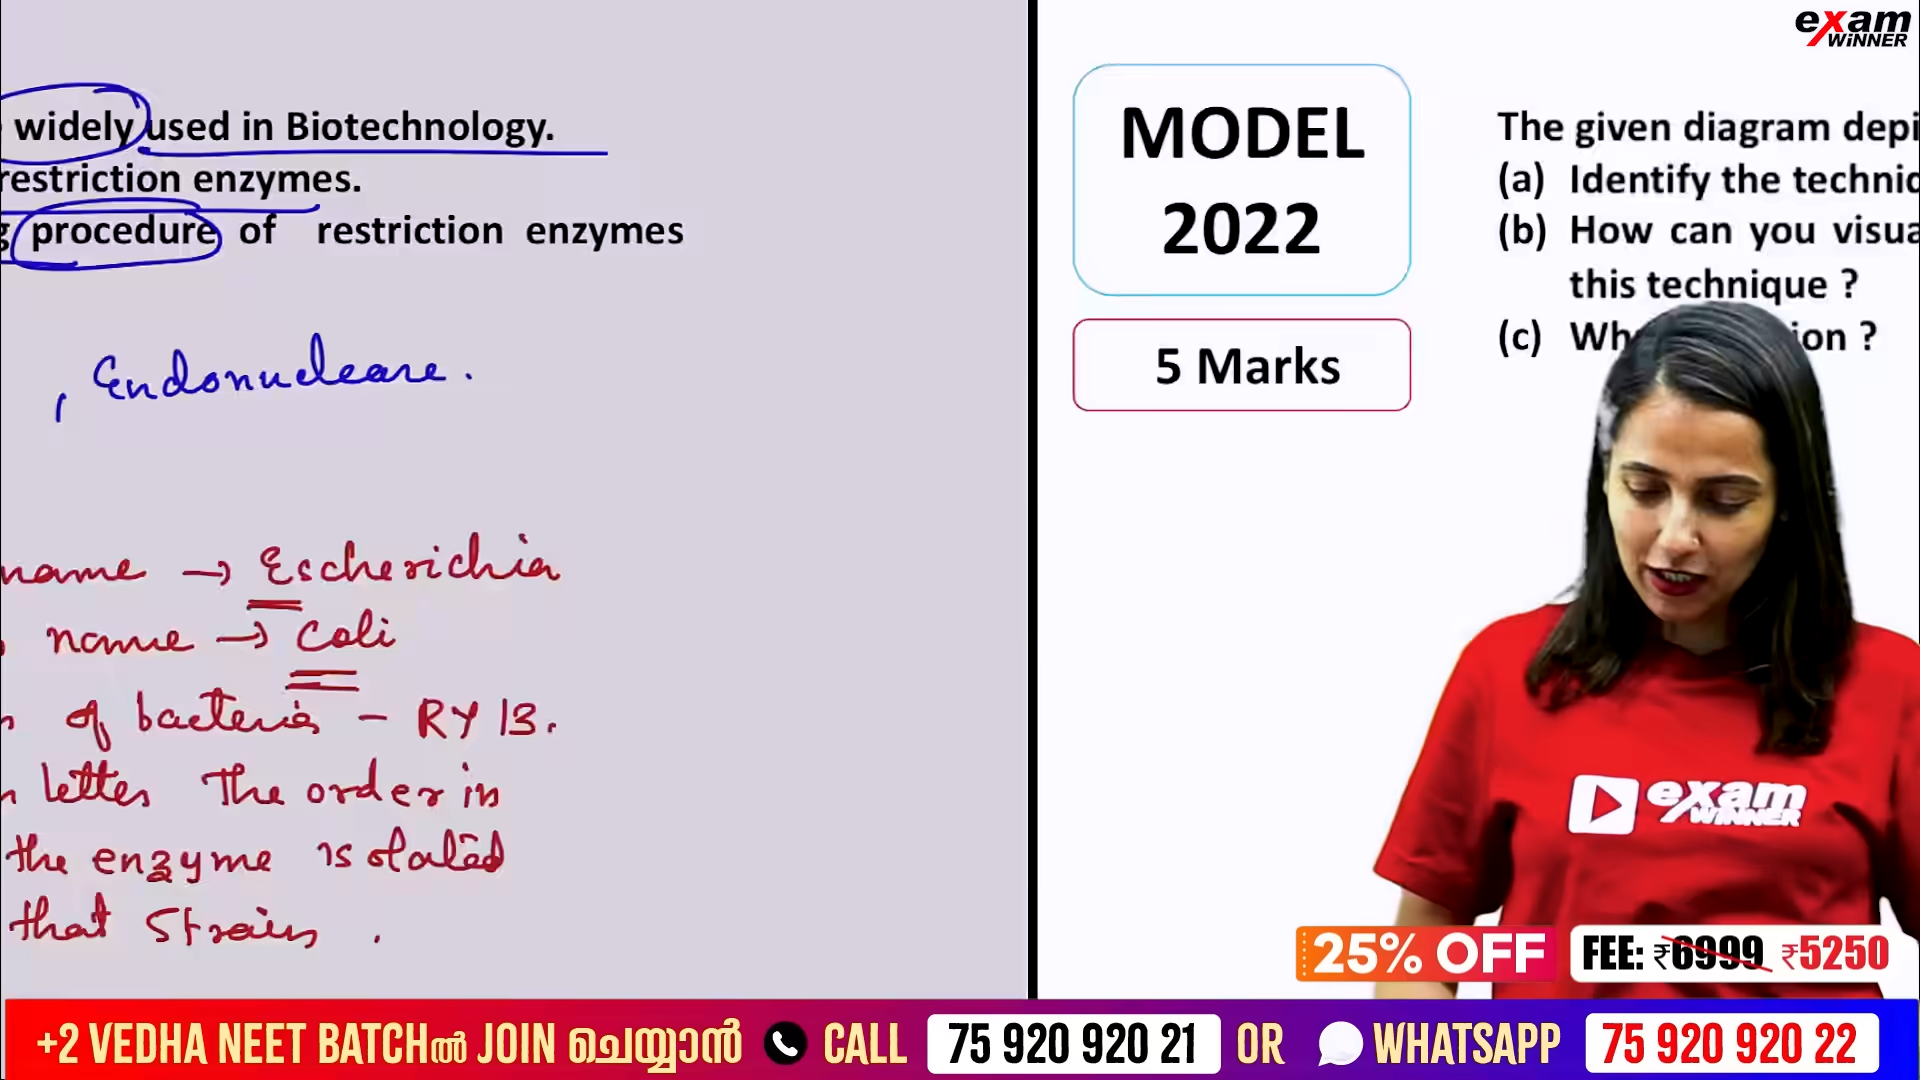 widely used in Biotechnology.
restriction enzymes.
procedure of restriction enzymes
, Endonuclease.
name → Escherichia
name → Coli
of bacteria - RY 13.
letter The order in
the enzyme isolated
that Strain .
exam
WINNER
MODEL
2022
5 Marks
The given diagram depi
(a) Identify the techniq
(b) How can you visua
this technique ?
(c) Wh ion ?
exam
WINNER
25% OFF FEE: ₹6999 ₹5250
+2 VEDHA NEET BATCHൽ JOIN ചെയ്യാൻ CALL 75 920 920 21 OR WHATSAPP 75 920 920 22